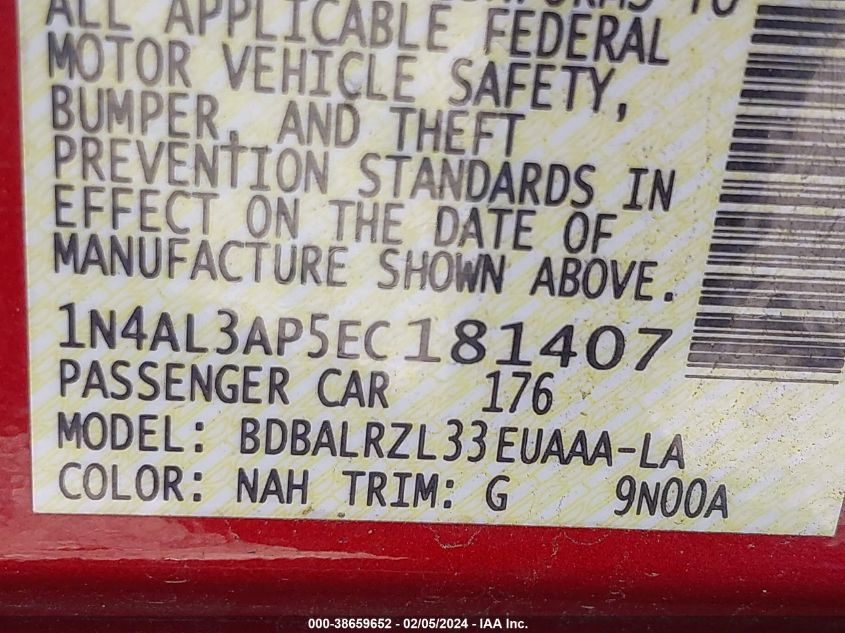 ALL APPLICABLE FEDERAL
MOTOR VEHICLE SAFETY,
BUMPER, AND THEFT
PREVENTION STANDARDS IN
EFFECT ON THE DATE OF
MANUFACTURE SHOWN ABOVE.
1N4AL3AP5EC181407
PASSENGER CAR 176
MODEL: BDBALRZL33EUAAA-LA
COLOR: NAH TRIM: G 9N00A
000-38659652 - 02/05/2024 - IAA Inc.